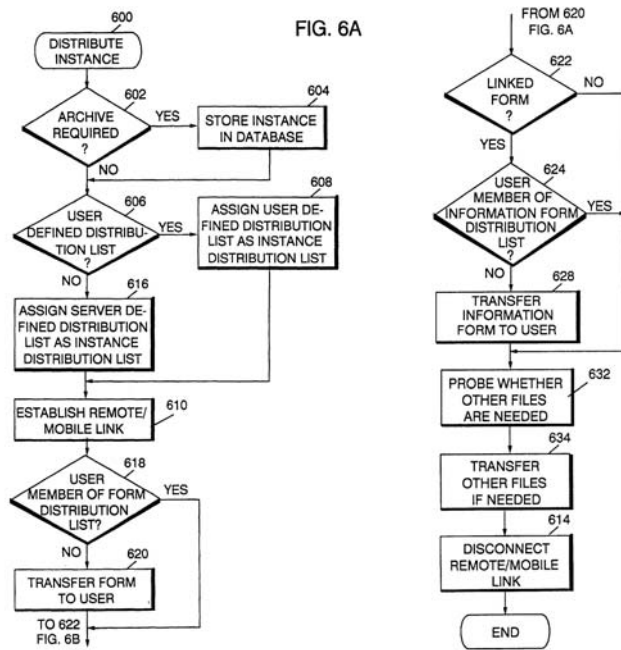 FIG. 6A
600
DISTRIBUTE
INSTANCE
602
ARCHIVE
REQUIRED
?
YES
NO
604
STORE INSTANCE
IN DATABASE
606
USER
DEFINED DISTRIBU-
TION LIST
?
YES
NO
608
ASSIGN USER DE-
FINED DISTRIBUTION
LIST AS INSTANCE
DISTRIBUTION LIST
616
ASSIGN SERVER DE-
FINED DISTRIBUTION
LIST AS INSTANCE
DISTRIBUTION LIST
ESTABLISH REMOTE/
MOBILE LINK
610
618
USER
MEMBER OF FORM
DISTRIBUTION
LIST?
YES
NO
620
TRANSFER FORM
TO USER
TO 622
FIG. 6B
FROM 620
FIG. 6A
622
LINKED
FORM
?
NO
YES
624
USER
MEMBER OF
INFORMATION FORM
DISTRIBUTION
LIST
?
YES
NO
628
TRANSFER
INFORMATION
FORM TO USER
PROBE WHETHER
OTHER FILES
ARE NEEDED
632
634
TRANSFER
OTHER FILES
IF NEEDED
614
DISCONNECT
REMOTE/MOBILE
LINK
END